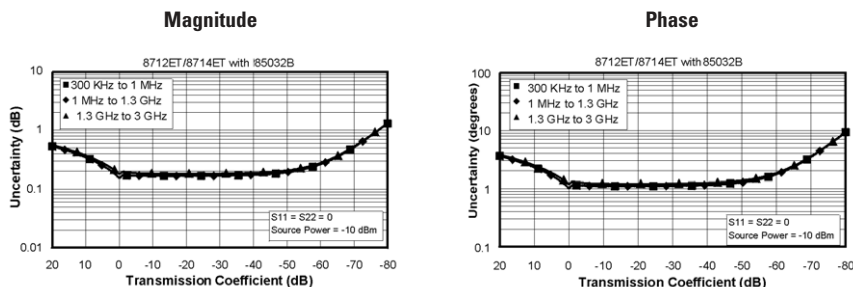 Magnitude
8712ET/8714ET with !85032B
Uncertainty (dB)
10
1
0.1
0.01
300 KHz to 1 MHz
1 MHz to 1.3 GHz
1.3 GHz to 3 GHz
S11 = S22 = 0
Source Power = -10 dBm
20 10 0 -10 -20 -30 -40 -50 -60 -70 -80
Transmission Coefficient (dB)
Phase
8712ET/8714ET with 85032B
Uncertainty (degrees)
100
10
1
0.1
300 KHz to 1 MHz
1 MHz to 1.3 GHz
1.3 GHz to 3 GHz
S11 = S22 = 0
Source Power = -10 dBm
20 10 0 -10 -20 -30 -40 -50 -60 -70 -80
Transmission Coefficient (dB)